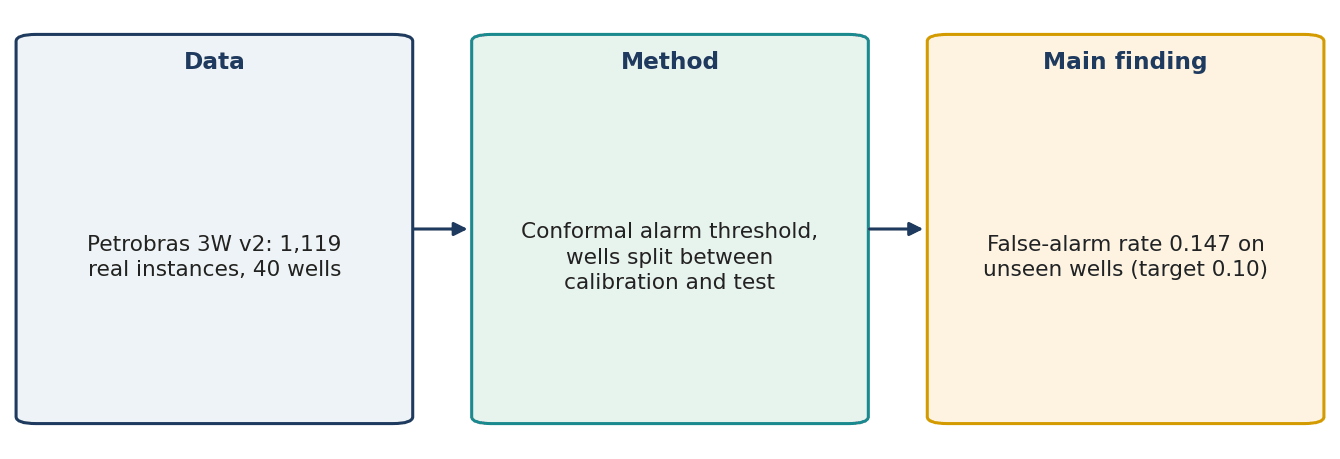 Data
Petrobras 3W v2: 1,119
real instances, 40 wells
Method
Conformal alarm threshold,
wells split between
calibration and test
Main finding
False-alarm rate 0.147 on
unseen wells (target 0.10)